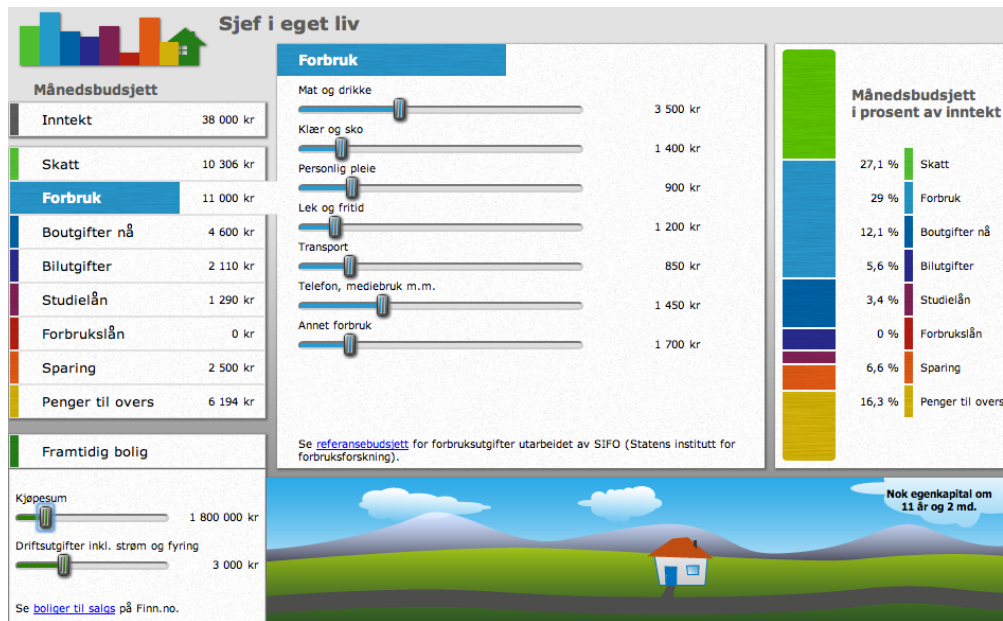 Sjef i eget liv
Månedsbudsjett
Inntekt 38 000 kr
Skatt 10 306 kr
Forbruk 11 000 kr
Boutgifter nå 4 600 kr
Bilutgifter 2 110 kr
Studielån 1 290 kr
Forbrukslån 0 kr
Sparing 2 500 kr
Penger til overs 6 194 kr
Framtidig bolig
Kjøpesum
1 800 000 kr
Driftsutgifter inkl. strøm og fyring
3 000 kr
Se boliger til salgs på Finn.no.
Forbruk
Mat og drikke
3 500 kr
Klær og sko
1 400 kr
Personlig pleie
900 kr
Lek og fritid
1 200 kr
Transport
850 kr
Telefon, mediebruk m.m.
1 450 kr
Annet forbruk
1 700 kr
Se referansebudsjett for forbruksutgifter utarbeidet av SIFO (Statens institutt for
forbruksforskning).
Månedsbudsjett
i prosent av inntekt
27,1 % Skatt
29 % Forbruk
12,1 % Boutgifter nå
5,6 % Bilutgifter
3,4 % Studielån
0 % Forbrukslån
6,6 % Sparing
16,3 % Penger til overs
Nok egenkapital om
11 år og 2 md.